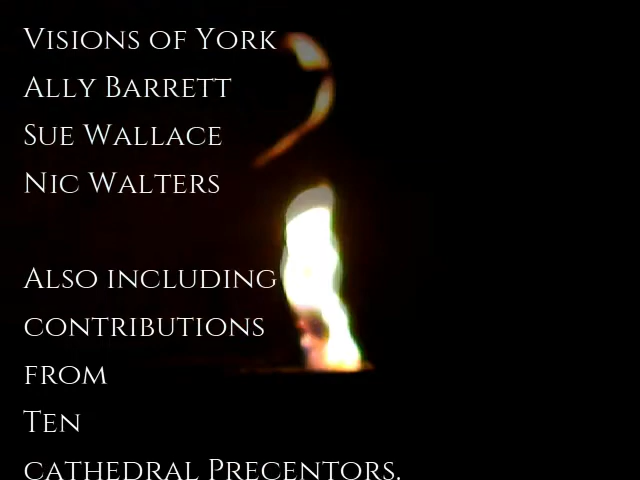 Visions of York
Ally Barrett
Sue Wallace
Nic Walters
Also including
contributions
from
Ten
cathedral Precentors.